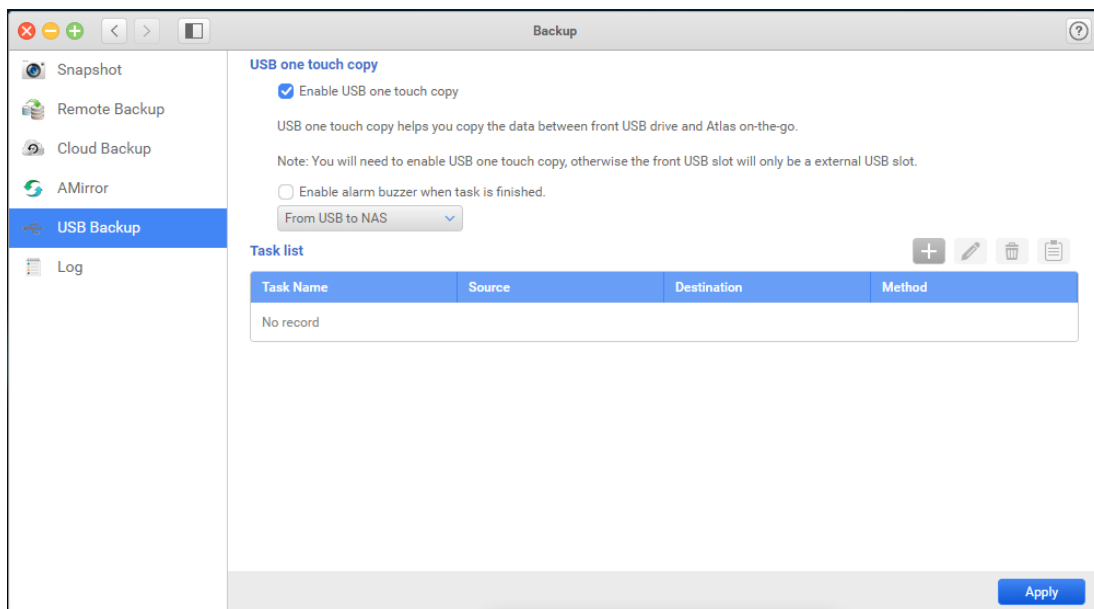 Backup
Snapshot
Remote Backup
Cloud Backup
AMirror
USB Backup
Log
USB one touch copy
Enable USB one touch copy
USB one touch copy helps you copy the data between front USB drive and Atlas on-the-go.
Note: You will need to enable USB one touch copy, otherwise the front USB slot will only be a external USB slot.
Enable alarm buzzer when task is finished.
From USB to NAS
Task list
Task Name Source Destination Method
No record
Apply